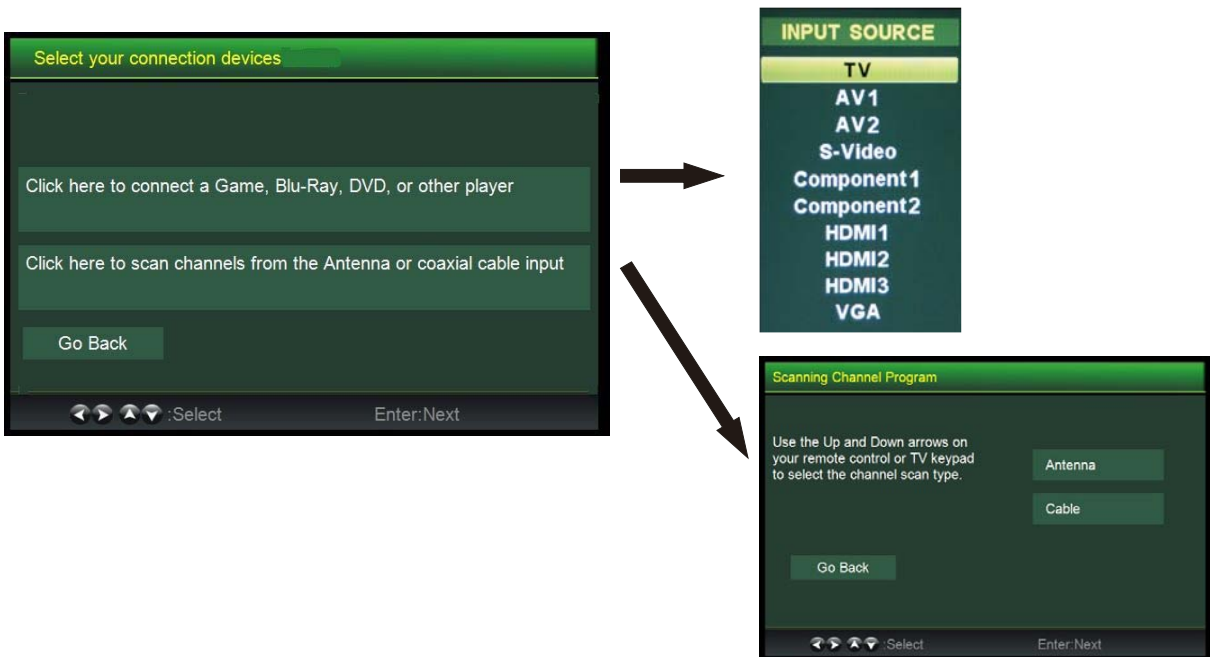 Select your connection devices
Click here to connect a Game, Blu-Ray, DVD, or other player
Click here to scan channels from the Antenna or coaxial cable input
Go Back
:Select
Enter:Next
INPUT SOURCE
TV
AV1
AV2
S-Video
Component1
Component2
HDMI1
HDMI2
HDMI3
VGA
Scanning Channel Program
Use the Up and Down arrows on
your remote control or TV keypad
to select the channel scan type.
Antenna
Cable
Go Back
:Select
Enter:Next